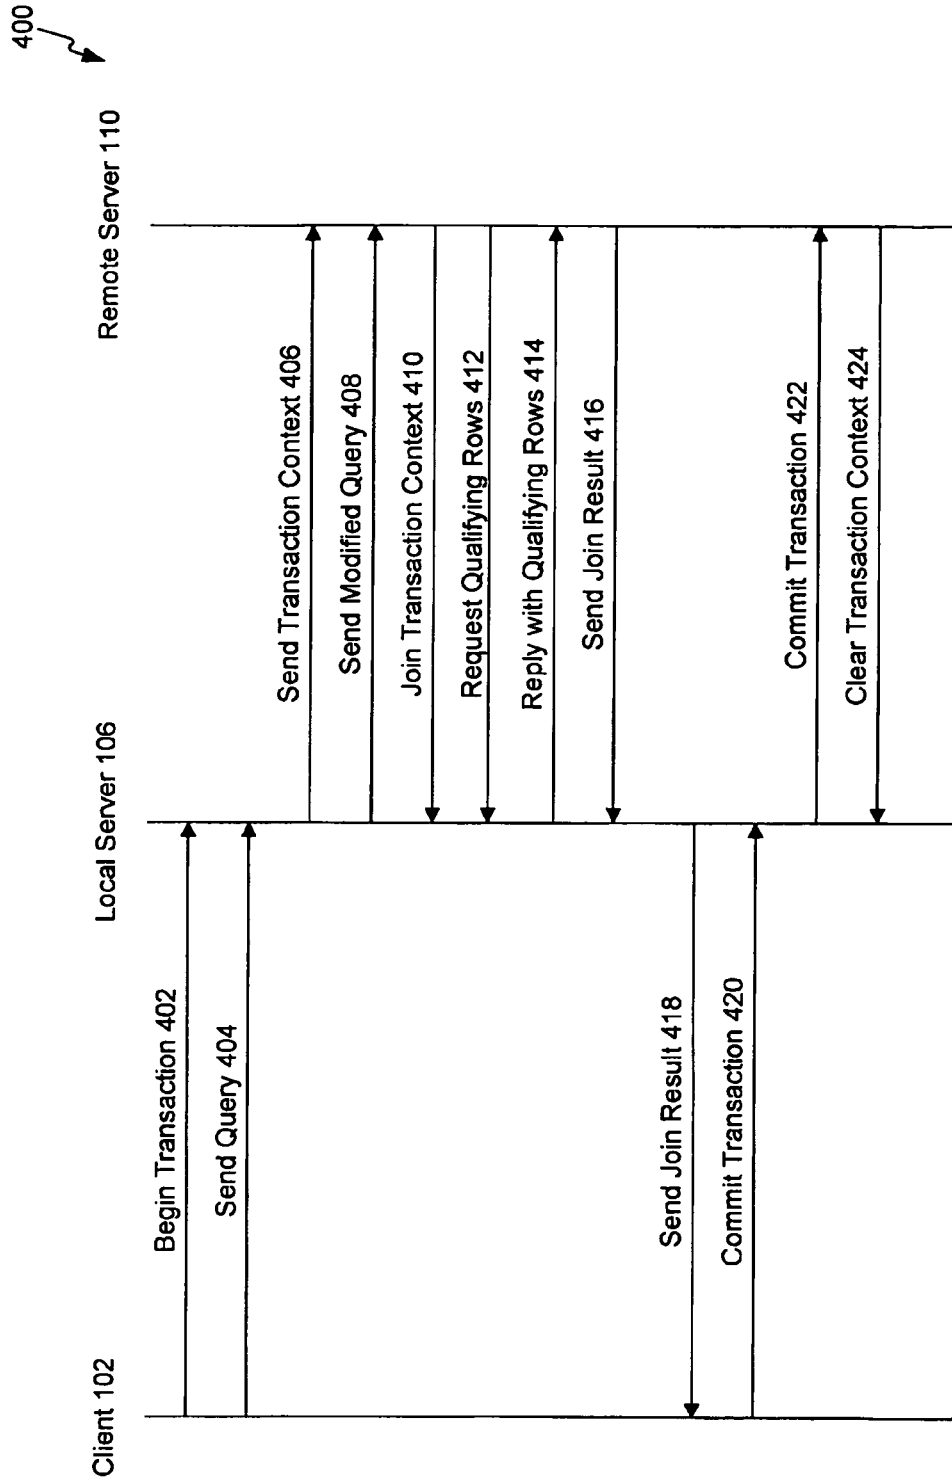 400
Client 102
Local Server 106
Remote Server 110
Begin Transaction 402
Send Query 404
Send Transaction Context 406
Send Modified Query 408
Join Transaction Context 410
Request Qualifying Rows 412
Reply with Qualifying Rows 414
Send Join Result 416
Send Join Result 418
Commit Transaction 420
Commit Transaction 422
Clear Transaction Context 424